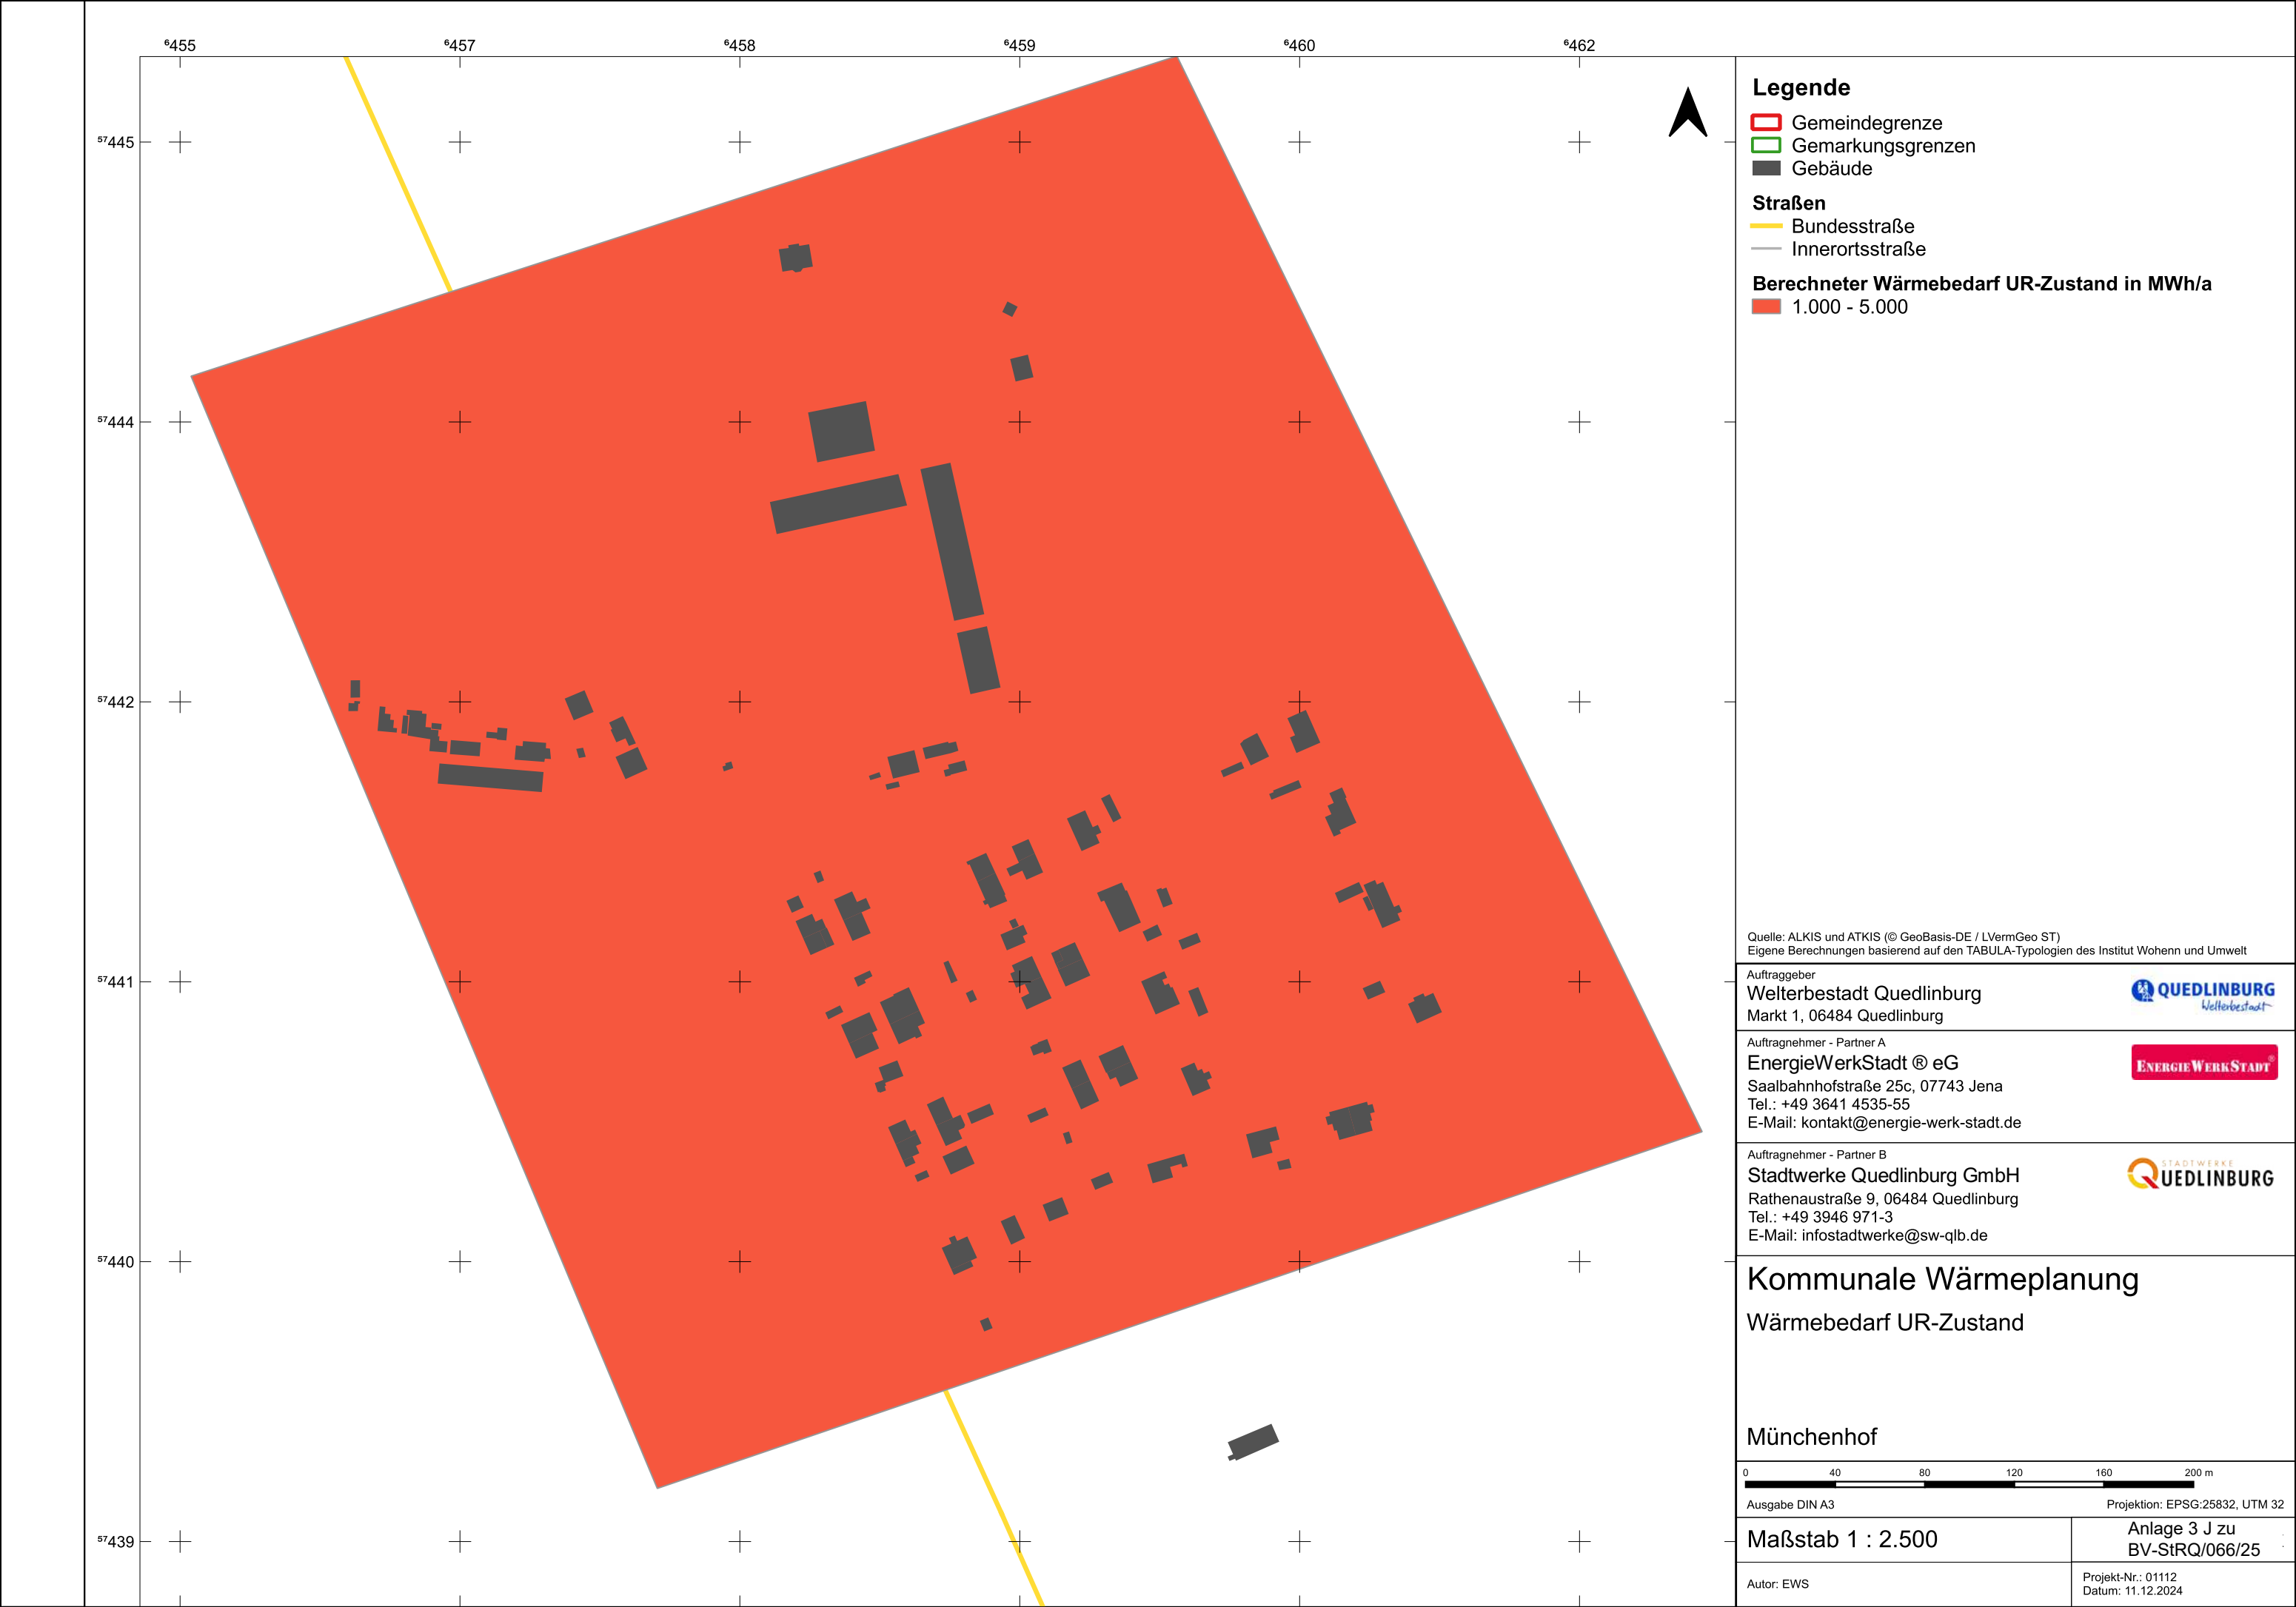 ⁶455 ⁶457 ⁶458 ⁶459 ⁶460 ⁶462
⁵⁷445
⁵⁷444
⁵⁷442
⁵⁷441
⁵⁷440
⁵⁷439
Legende
Gemeindegrenze
Gemarkungsgrenzen
Gebäude
Straßen
Bundesstraße
Innerortsstraße
Berechneter Wärmebedarf UR-Zustand in MWh/a
1.000 - 5.000
Quelle: ALKIS und ATKIS (© GeoBasis-DE / LVermGeo ST)
Eigene Berechnungen basierend auf den TABULA-Typologien des Institut Wohenn und Umwelt
Auftraggeber
Welterbestadt Quedlinburg
Markt 1, 06484 Quedlinburg
QUEDLINBURG
Welterbestadt
Auftragnehmer - Partner A
EnergieWerkStadt ® eG
Saalbahnhofstraße 25c, 07743 Jena
Tel.: +49 3641 4535-55
E-Mail: kontakt@energie-werk-stadt.de
ENERGIEWERKSTADT®
Auftragnehmer - Partner B
Stadtwerke Quedlinburg GmbH
Rathenaustraße 9, 06484 Quedlinburg
Tel.: +49 3946 971-3
E-Mail: infostadtwerke@sw-qlb.de
STADTWERKE
QUEDLINBURG
Kommunale Wärmeplanung
Wärmebedarf UR-Zustand
Münchenhof
0 40 80 120 160 200 m
Ausgabe DIN A3 Projektion: EPSG:25832, UTM 32
Maßstab 1 : 2.500
Anlage 3 J zu
BV-StRQ/066/25
Autor: EWS
Projekt-Nr.: 01112
Datum: 11.12.2024